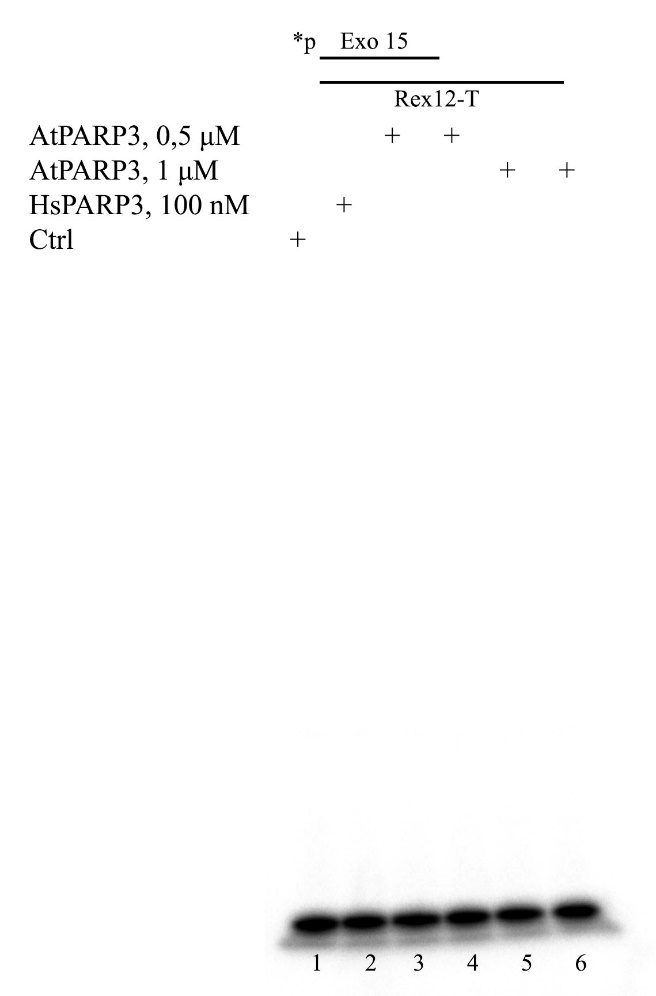 *p Exo 15
Rex12-T
AtPARP3, 0,5 μM + +
AtPARP3, 1 μM + +
HsPARP3, 100 nM +
Ctrl +
1 2 3 4 5 6